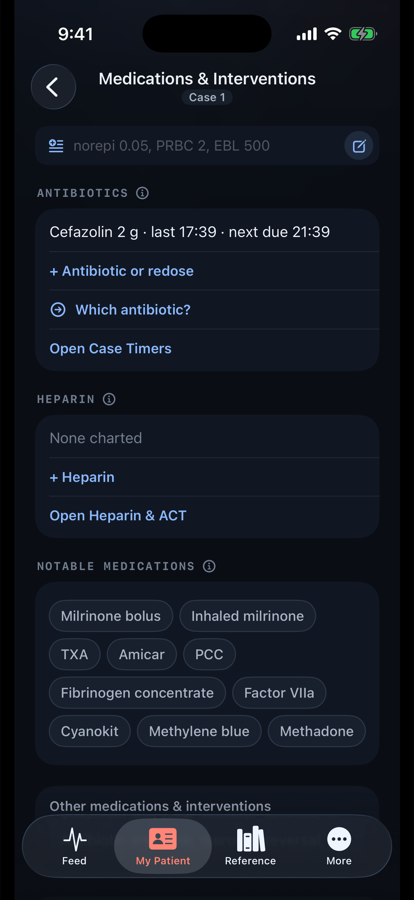 9:41
Medications & Interventions
Case 1
norepi 0.05, PRBC 2, EBL 500
ANTIBIOTICS
Cefazolin 2 g · last 17:39 · next due 21:39
+ Antibiotic or redose
Which antibiotic?
Open Case Timers
HEPARIN
None charted
+ Heparin
Open Heparin & ACT
NOTABLE MEDICATIONS
Milrinone bolus Inhaled milrinone
TXA Amicar PCC
Fibrinogen concentrate Factor VIIa
Cyanokit Methylene blue Methadone
Other medications & interventions
Feed My Patient Reference More